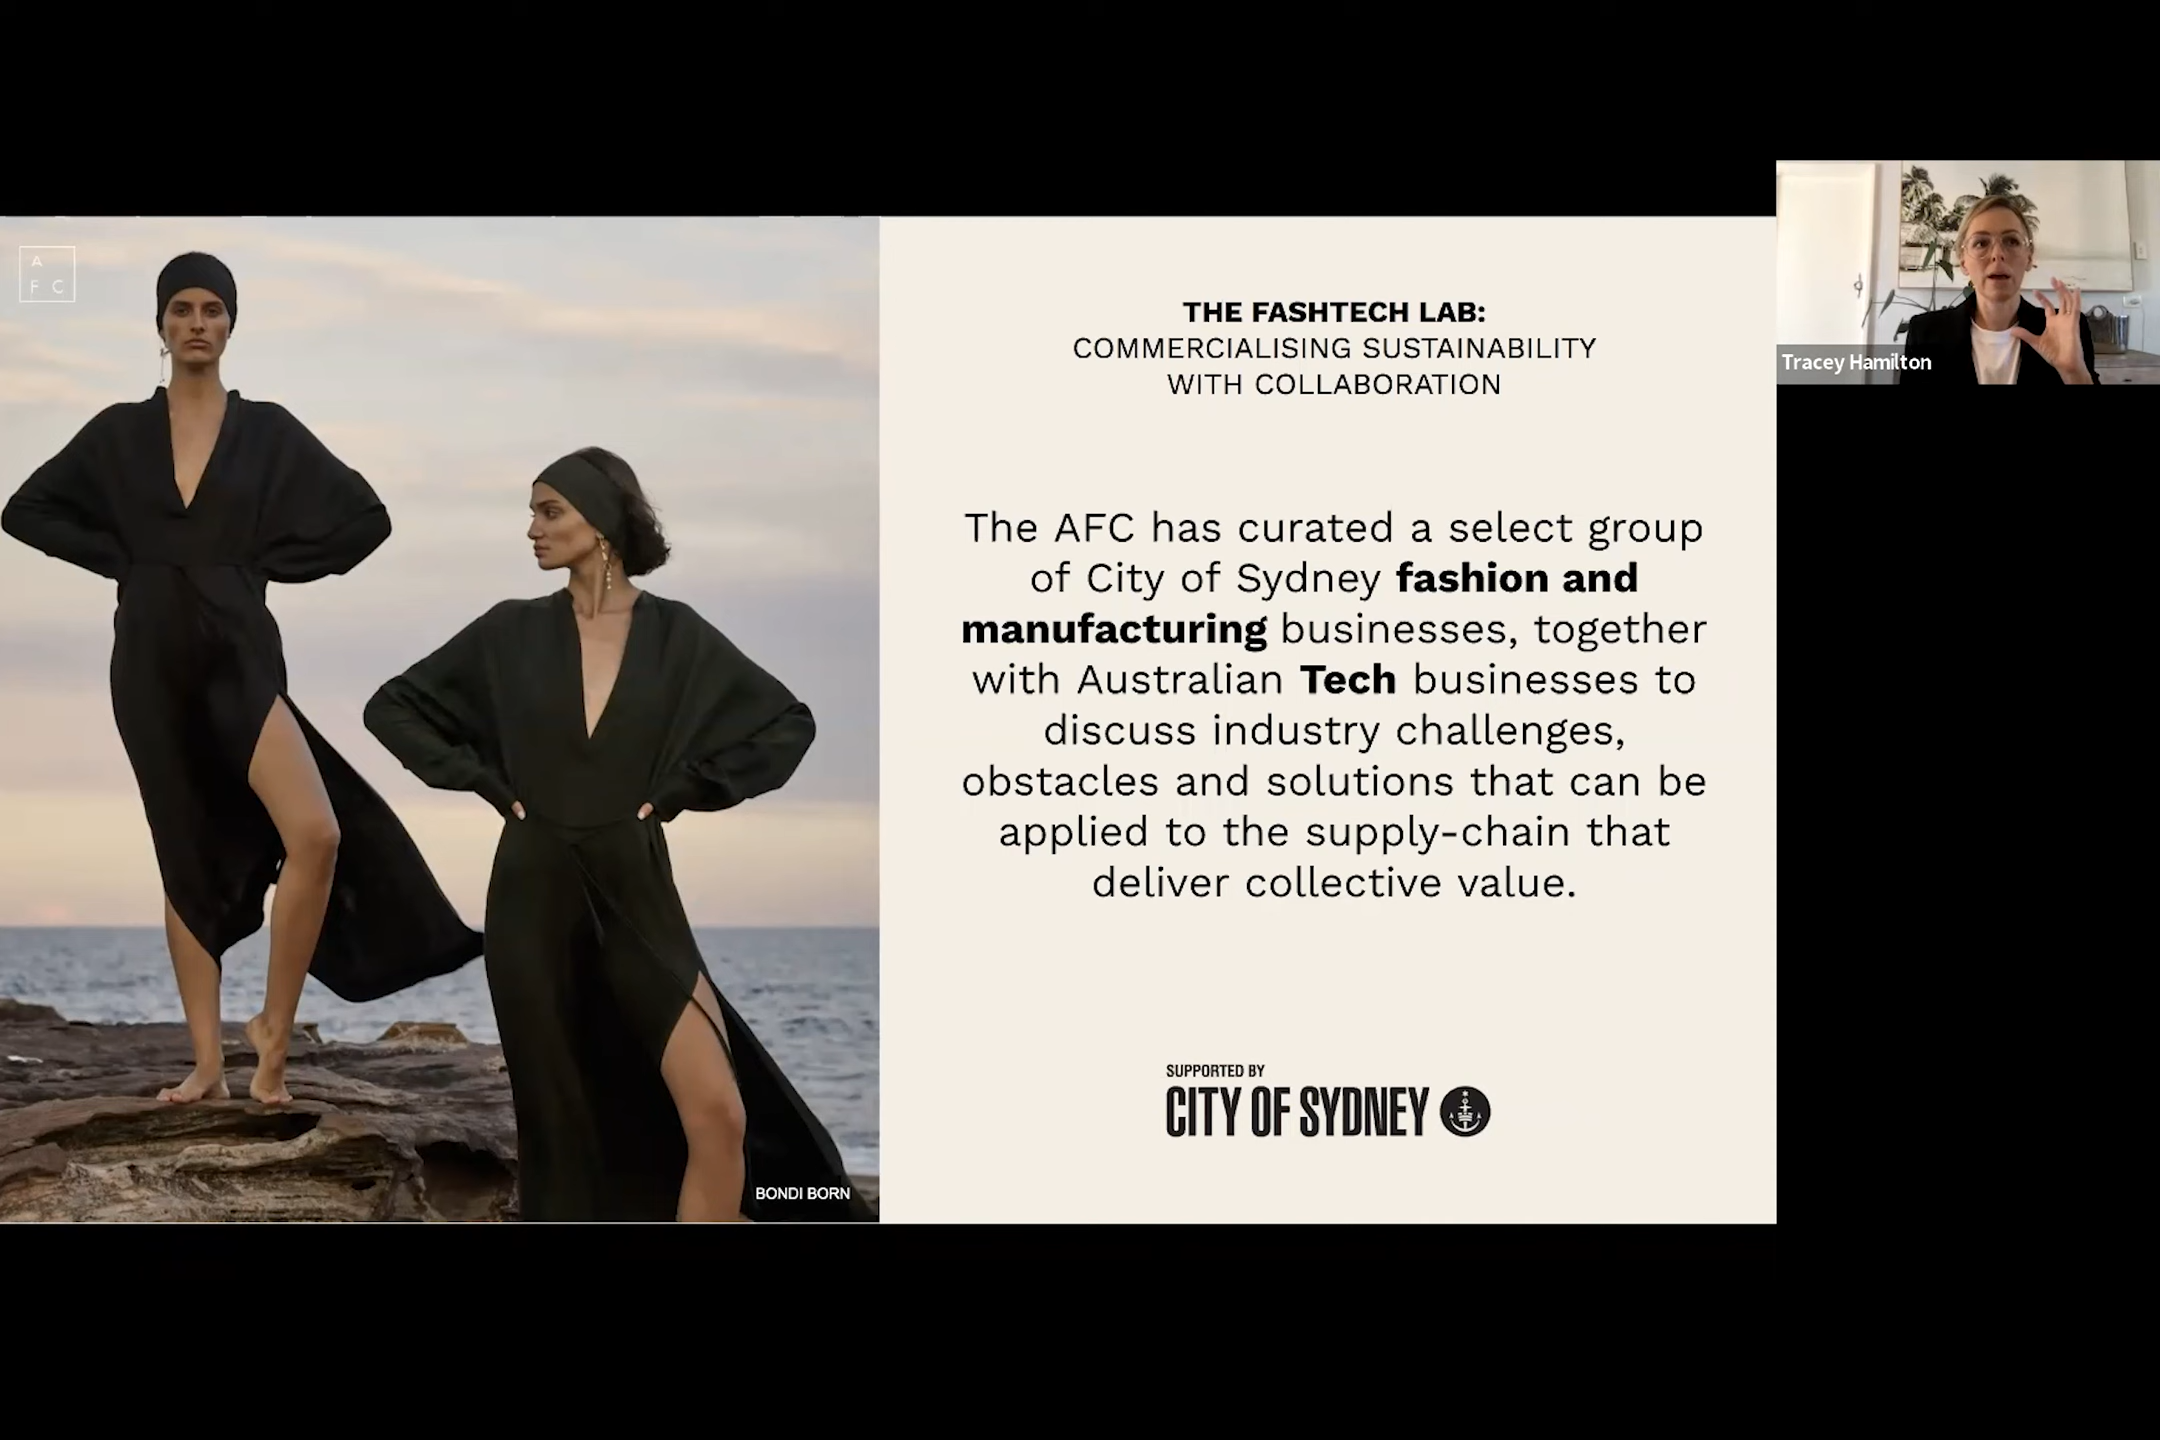 A
F C
THE FASHTECH LAB:
COMMERCIALISING SUSTAINABILITY
WITH COLLABORATION
The AFC has curated a select group
of City of Sydney fashion and
manufacturing businesses, together
with Australian Tech businesses to
discuss industry challenges,
obstacles and solutions that can be
applied to the supply-chain that
deliver collective value.
SUPPORTED BY
CITY OF SYDNEY
BONDI BORN
Tracey Hamilton